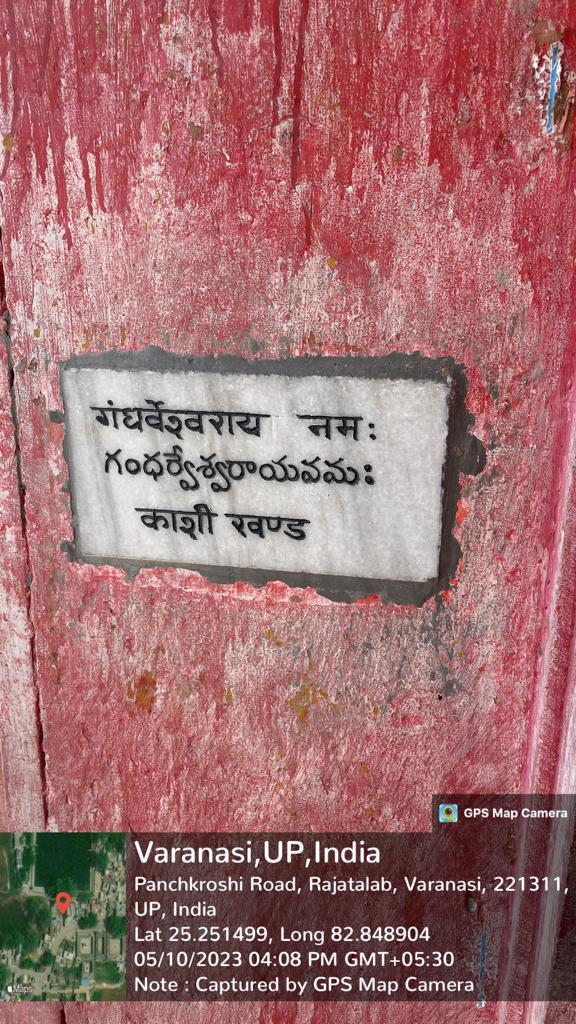 गंधर्वेश्वराय नमः
గంధర్వేశ్వరాయవమః
काशी खण्ड
GPS Map Camera
Varanasi,UP,India
Panchkroshi Road, Rajatalab, Varanasi, 221311,
UP, India
Lat 25.251499, Long 82.848904
05/10/2023 04:08 PM GMT+05:30
Note : Captured by GPS Map Camera
Maps